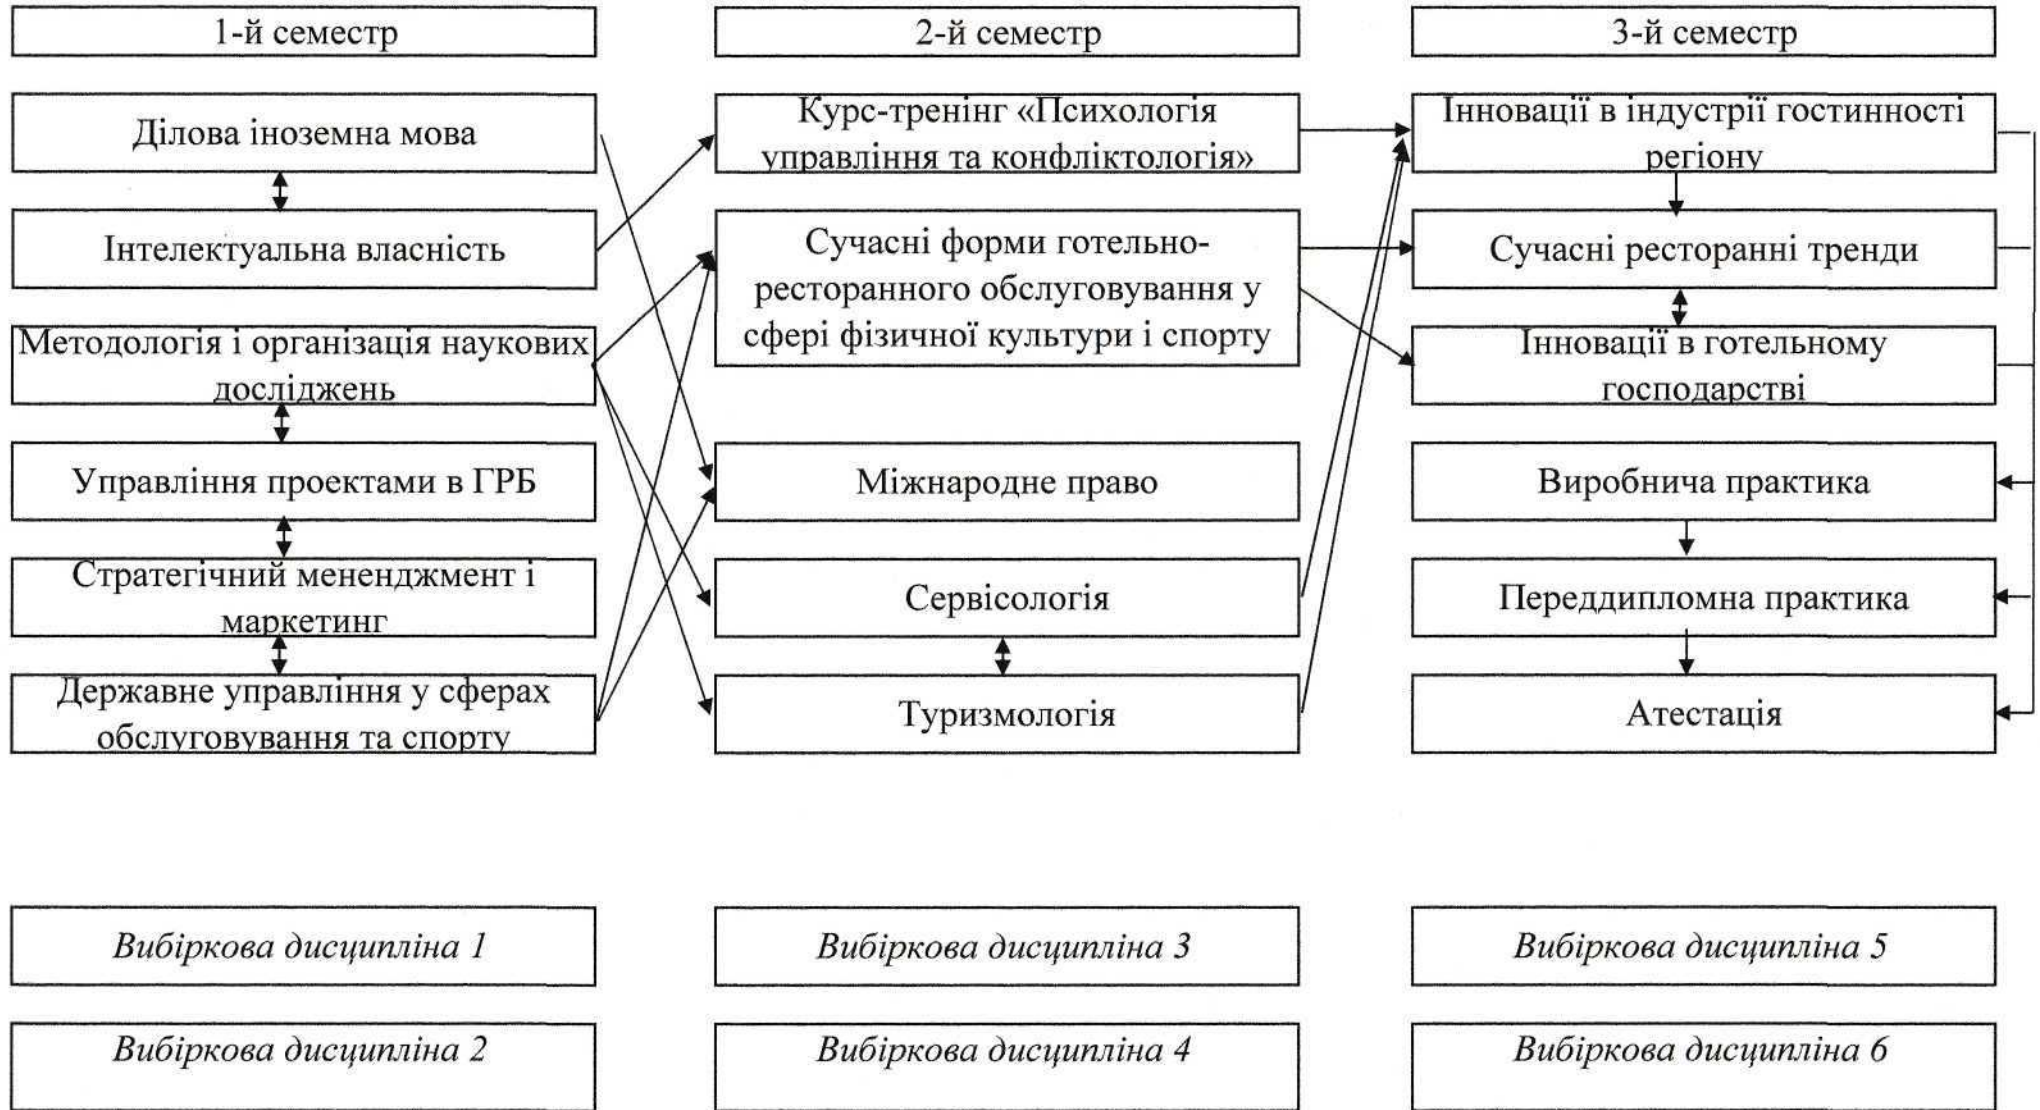 1-й семестр
2-й семестр
3-й семестр
Ділова іноземна мова
Інтелектуальна власність
Методологія і організація наукових
досліджень
Управління проектами в ГРБ
Стратегічний мененджмент і
маркетинг
Державне управління у сферах
обслуговування та спорту
Курс-тренінг «Психологія
управління та конфліктологія»
Сучасні форми готельно-
ресторанного обслуговування у
сфері фізичної культури і спорту
Міжнародне право
Сервісологія
Туризмологія
Інновації в індустрії гостинності
регіону
Сучасні ресторанні тренди
Інновації в готельному
господарстві
Виробнича практика
Переддипломна практика
Атестація
Вибіркова дисципліна 1
Вибіркова дисципліна 3
Вибіркова дисципліна 5
Вибіркова дисципліна 2
Вибіркова дисципліна 4
Вибіркова дисципліна 6